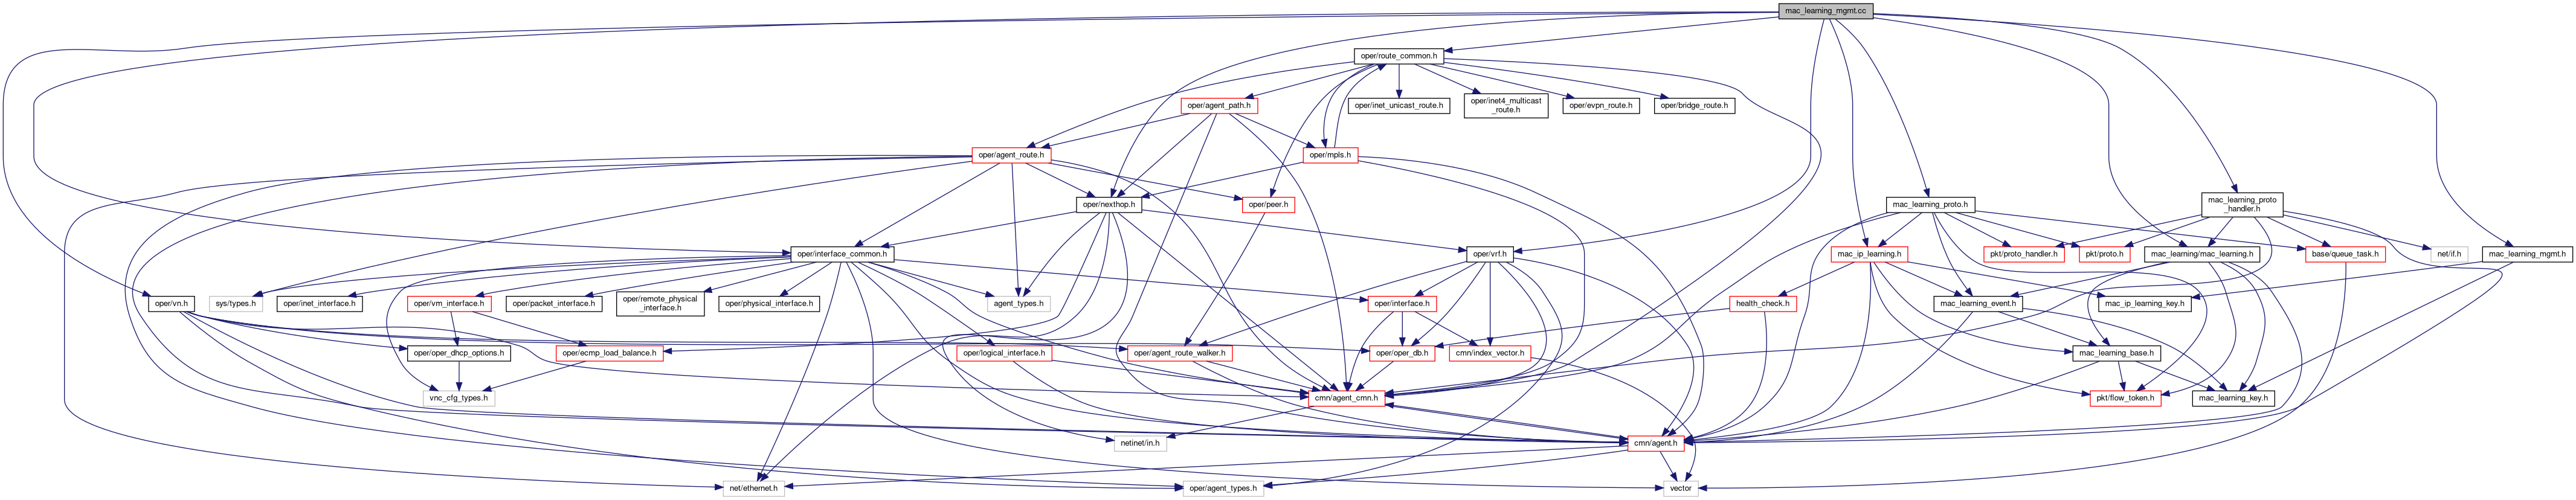 mac_learning_mgmt.cc
oper/route_common.h
oper/agent_path.h
oper/inet_unicast_route.h
oper/inet4_multicast
_route.h
oper/evpn_route.h
oper/bridge_route.h
oper/agent_route.h
oper/mpls.h
oper/nexthop.h
oper/peer.h
mac_learning_proto.h
mac_learning_proto
_handler.h
oper/interface_common.h
oper/vrf.h
mac_ip_learning.h
pkt/proto_handler.h
pkt/proto.h
mac_learning/mac_learning.h
base/queue_task.h
net/if.h
mac_learning_mgmt.h
oper/vn.h
sys/types.h
oper/inet_interface.h
oper/vm_interface.h
oper/packet_interface.h
oper/remote_physical
_interface.h
oper/physical_interface.h
agent_types.h
oper/interface.h
health_check.h
mac_learning_event.h
mac_ip_learning_key.h
oper/oper_dhcp_options.h
oper/ecmp_load_balance.h
oper/logical_interface.h
oper/agent_route_walker.h
oper/oper_db.h
cmn/index_vector.h
mac_learning_base.h
vnc_cfg_types.h
cmn/agent_cmn.h
pkt/flow_token.h
mac_learning_key.h
netinet/in.h
cmn/agent.h
net/ethernet.h
oper/agent_types.h
vector